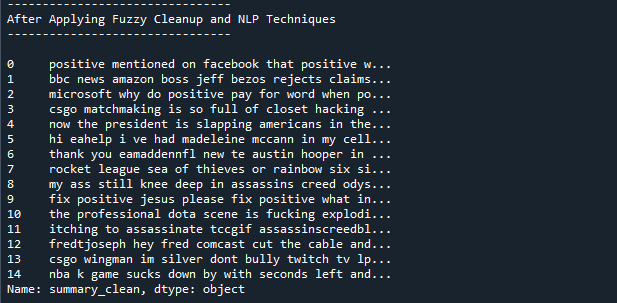 -------------------------------
After Applying Fuzzy Cleanup and NLP Techniques
-------------------------------
0     positive mentioned on facebook that positive w...
1     bbc news amazon boss jeff bezos rejects claims...
2     microsoft why do positive pay for word when po...
3     csgo matchmaking is so full of closet hacking ...
4     now the president is slapping americans in the...
5     hi eahelp i ve had madeleine mccann in my cell...
6     thank you eamaddennfl new te austin hooper in ...
7     rocket league sea of thieves or rainbow six si...
8     my ass still knee deep in assassins creed odys...
9     fix positive jesus please fix positive what in...
10    the professional dota scene is fucking explodi...
11    itching to assassinate tccgif assassinscreedbl...
12    fredtjoseph hey fred comcast cut the cable and...
13    csgo wingman im silver dont bully twitch tv lp...
14    nba k game sucks down by with seconds left and...
Name: summary_clean, dtype: object